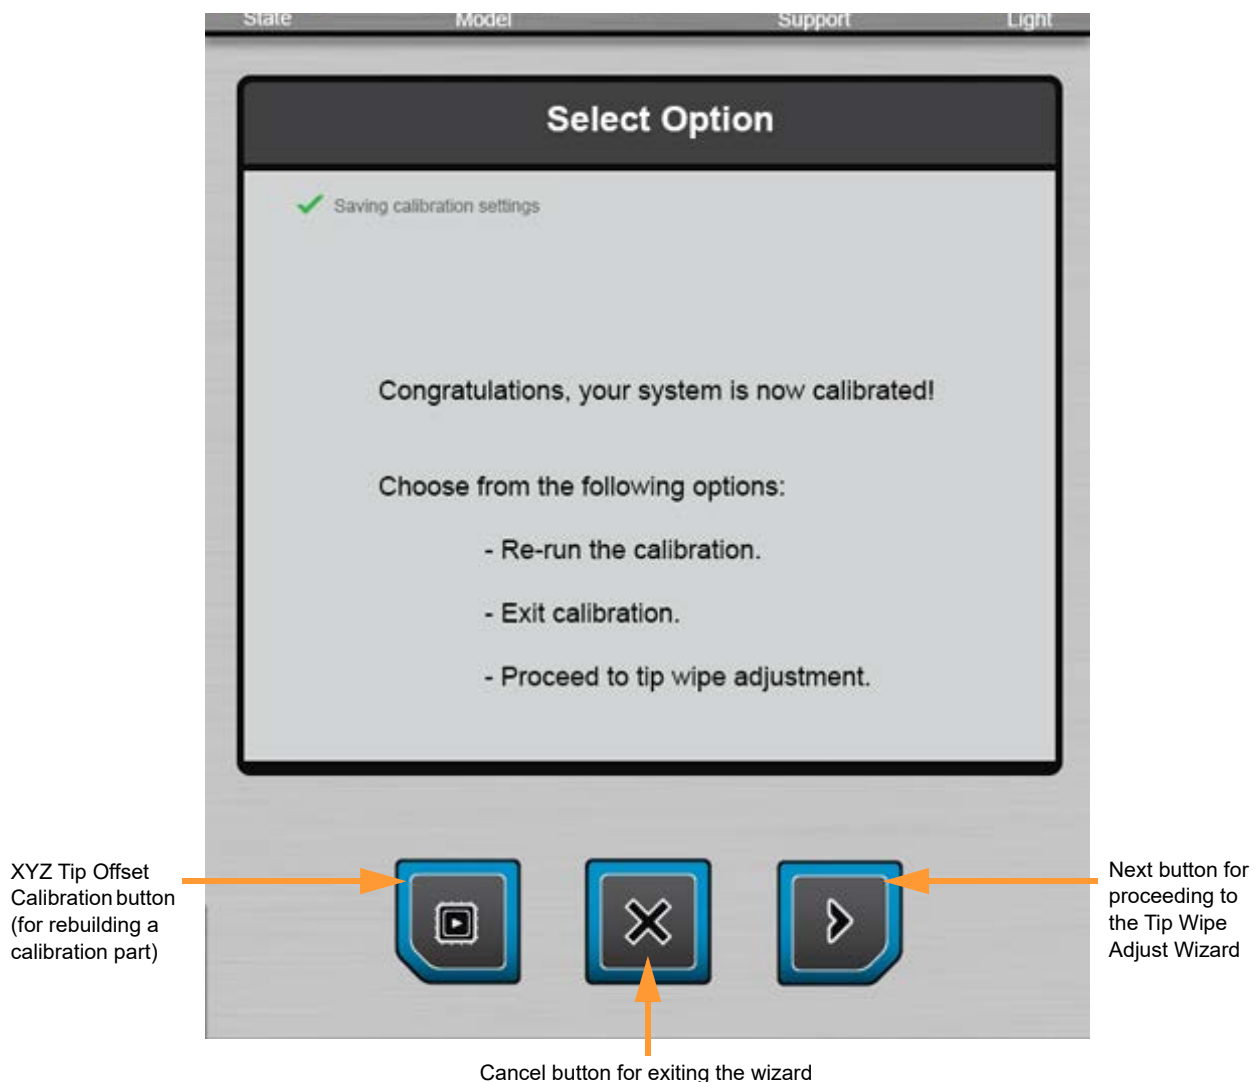 State Model Support Light
Select Option
Saving calibration settings
Congratulations, your system is now calibrated!
Choose from the following options:
- Re-run the calibration.
- Exit calibration.
- Proceed to tip wipe adjustment.
XYZ Tip Offset
Calibration button
(for rebuilding a
calibration part)
Next button for
proceeding to
the Tip Wipe
Adjust Wizard
Cancel button for exiting the wizard